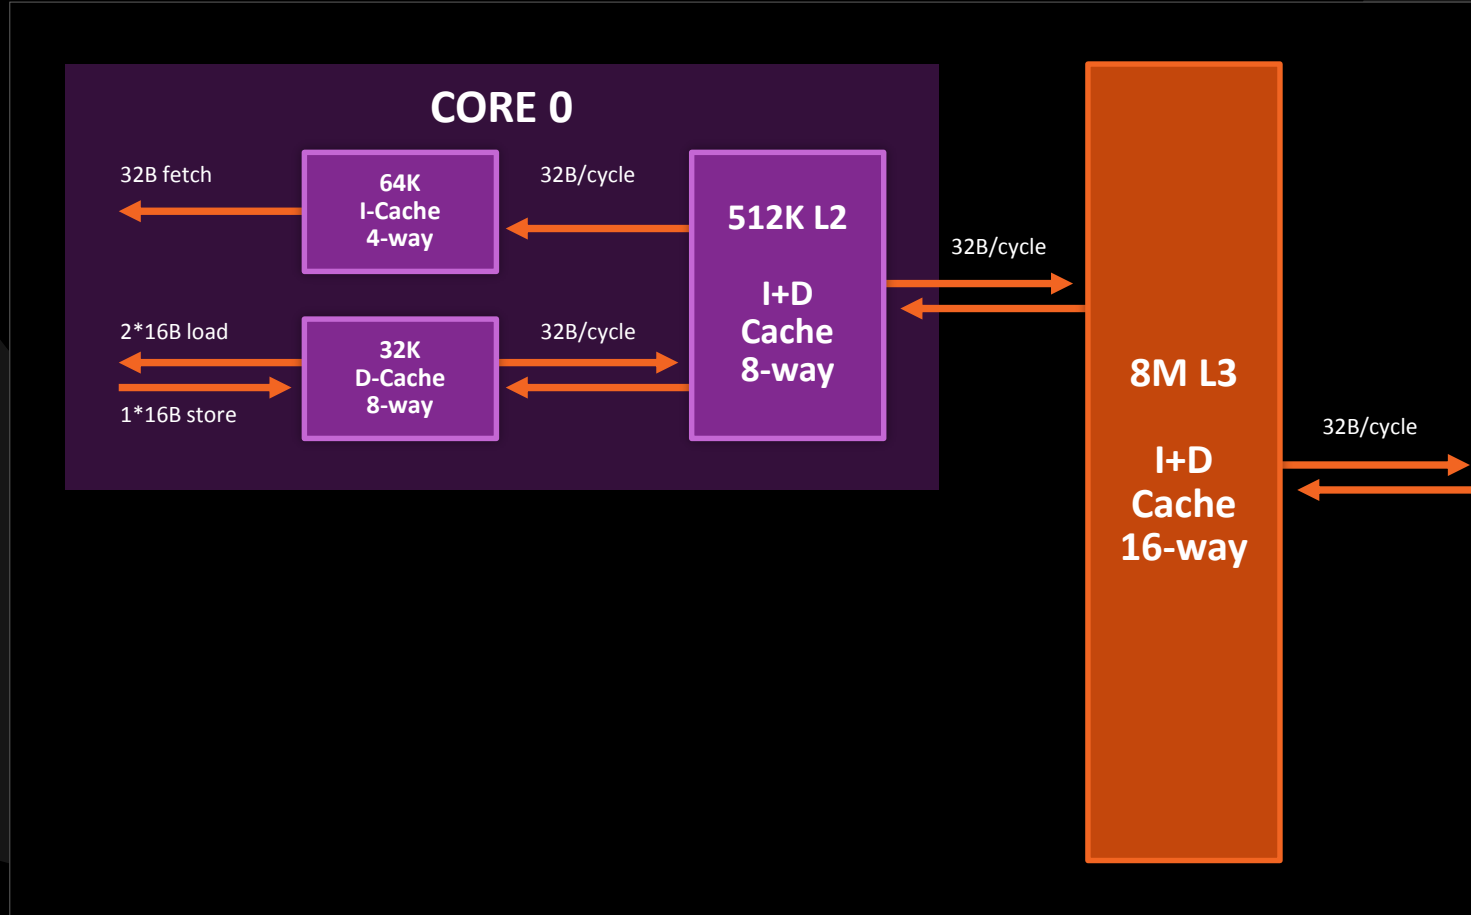 CORE 0
32B fetch
64K
I-Cache
4-way
32B/cycle
2*16B load
1*16B store
32K
D-Cache
8-way
32B/cycle
512K L2
I+D
Cache
8-way
32B/cycle
8M L3
I+D
Cache
16-way
32B/cycle